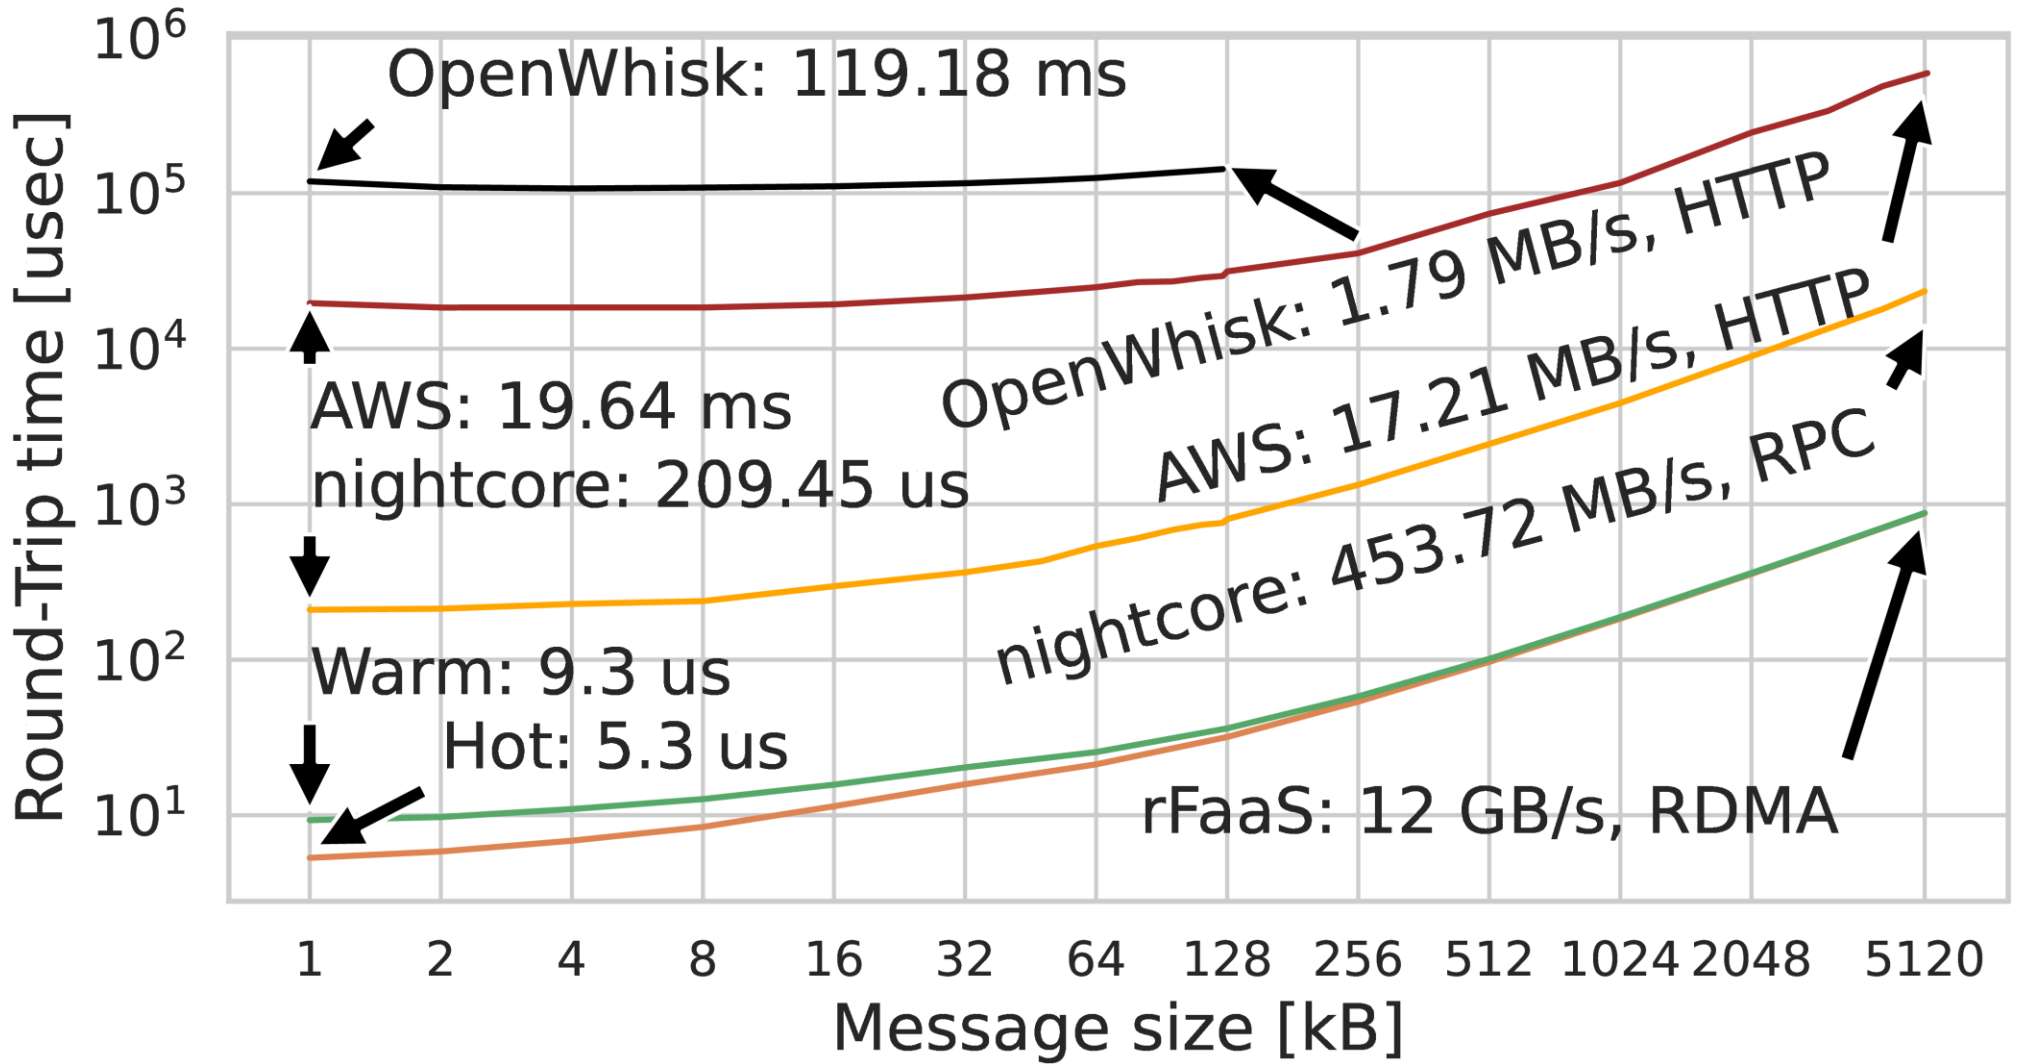 10⁶
10⁵
10⁴
10³
10²
10¹
Round-Trip time [usec]
OpenWhisk: 119.18 ms
AWS: 19.64 ms
nightcore: 209.45 us
Warm: 9.3 us
Hot: 5.3 us
OpenWhisk: 1.79 MB/s, HTTP
AWS: 17.21 MB/s, HTTP
nightcore: 453.72 MB/s, RPC
rFaaS: 12 GB/s, RDMA
1 2 4 8 16 32 64 128 256 512 1024 2048 5120
Message size [kB]